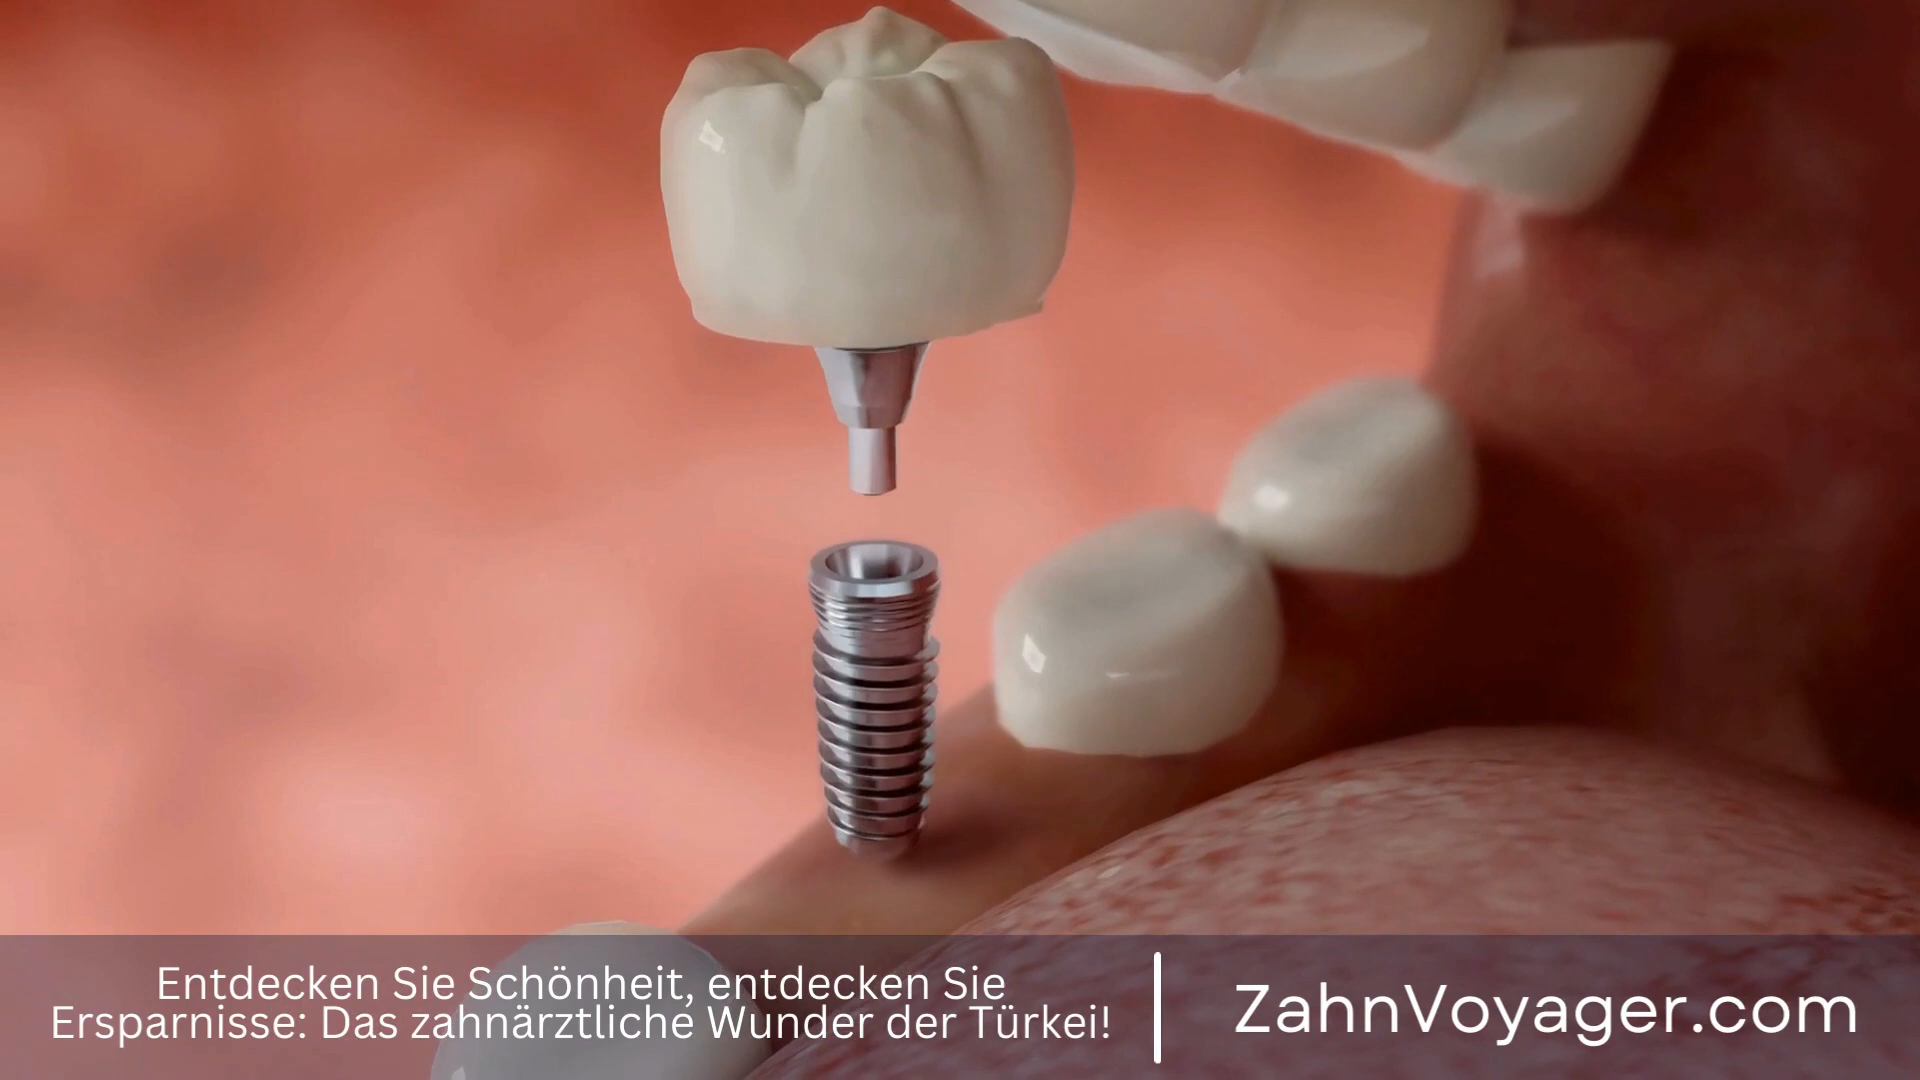 Entdecken Sie Schönheit, entdecken Sie
Ersparnisse: Das zahnärztliche Wunder der Türkei!
ZahnVoyager.com